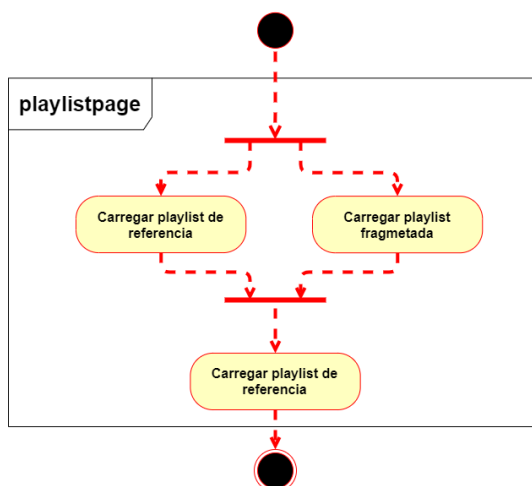 playlistpage
Carregar playlist de
referencia
Carregar playlist
fragmetada
Carregar playlist de
referencia